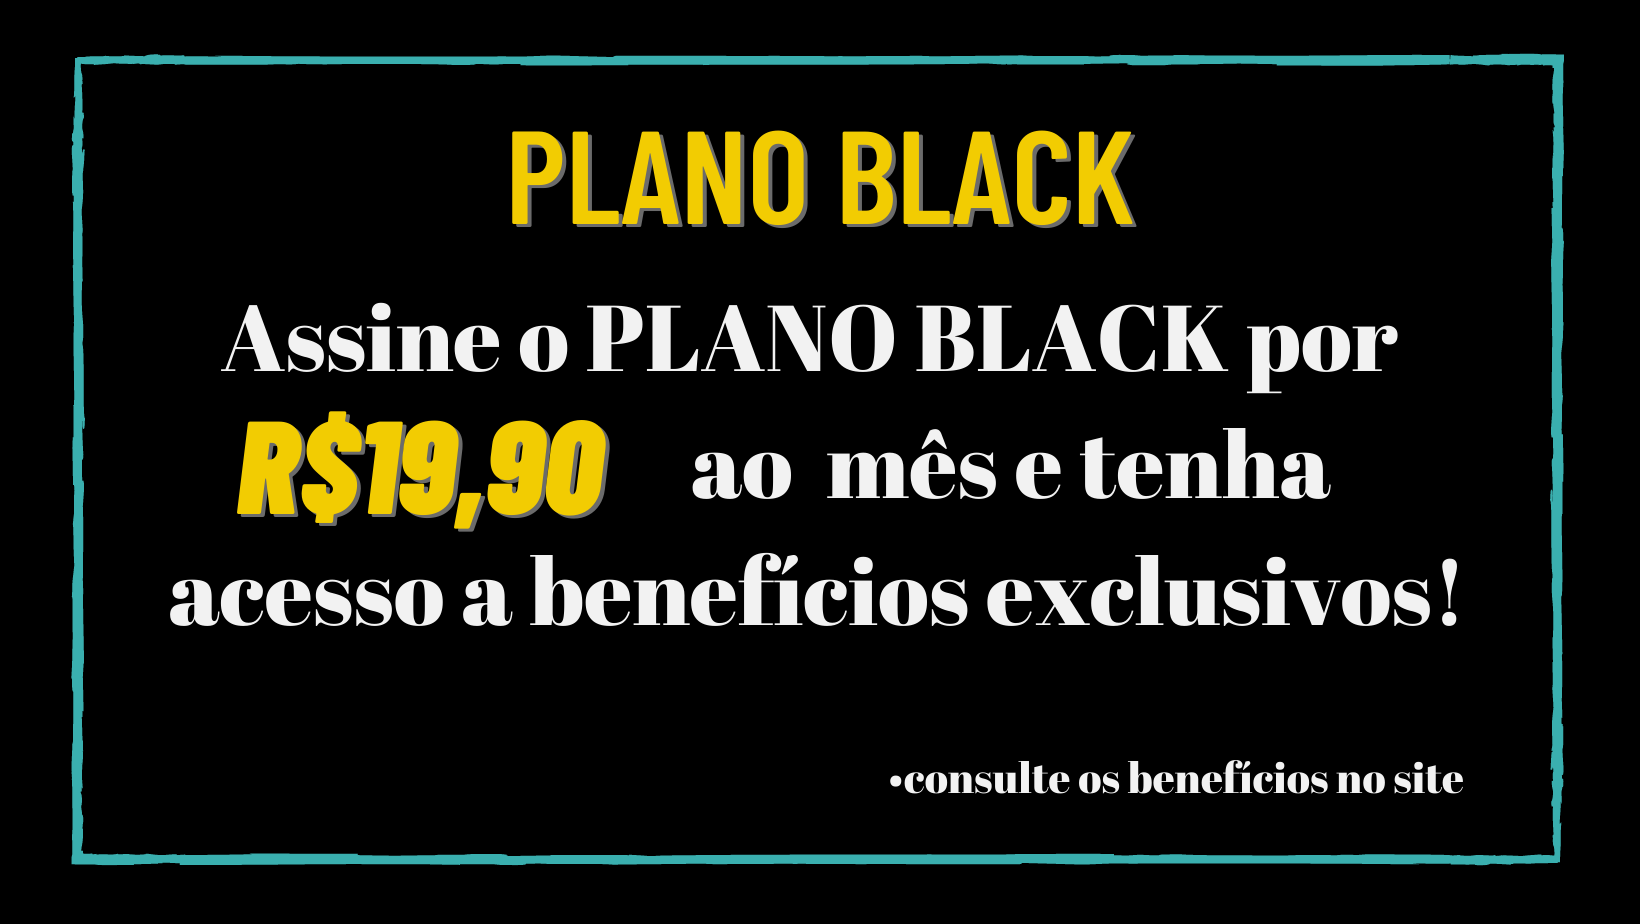 PLANO BLACK
Assine o PLANO BLACK por
R$19,90 ao mês e tenha
acesso a benefícios exclusivos!
•consulte os benefícios no site